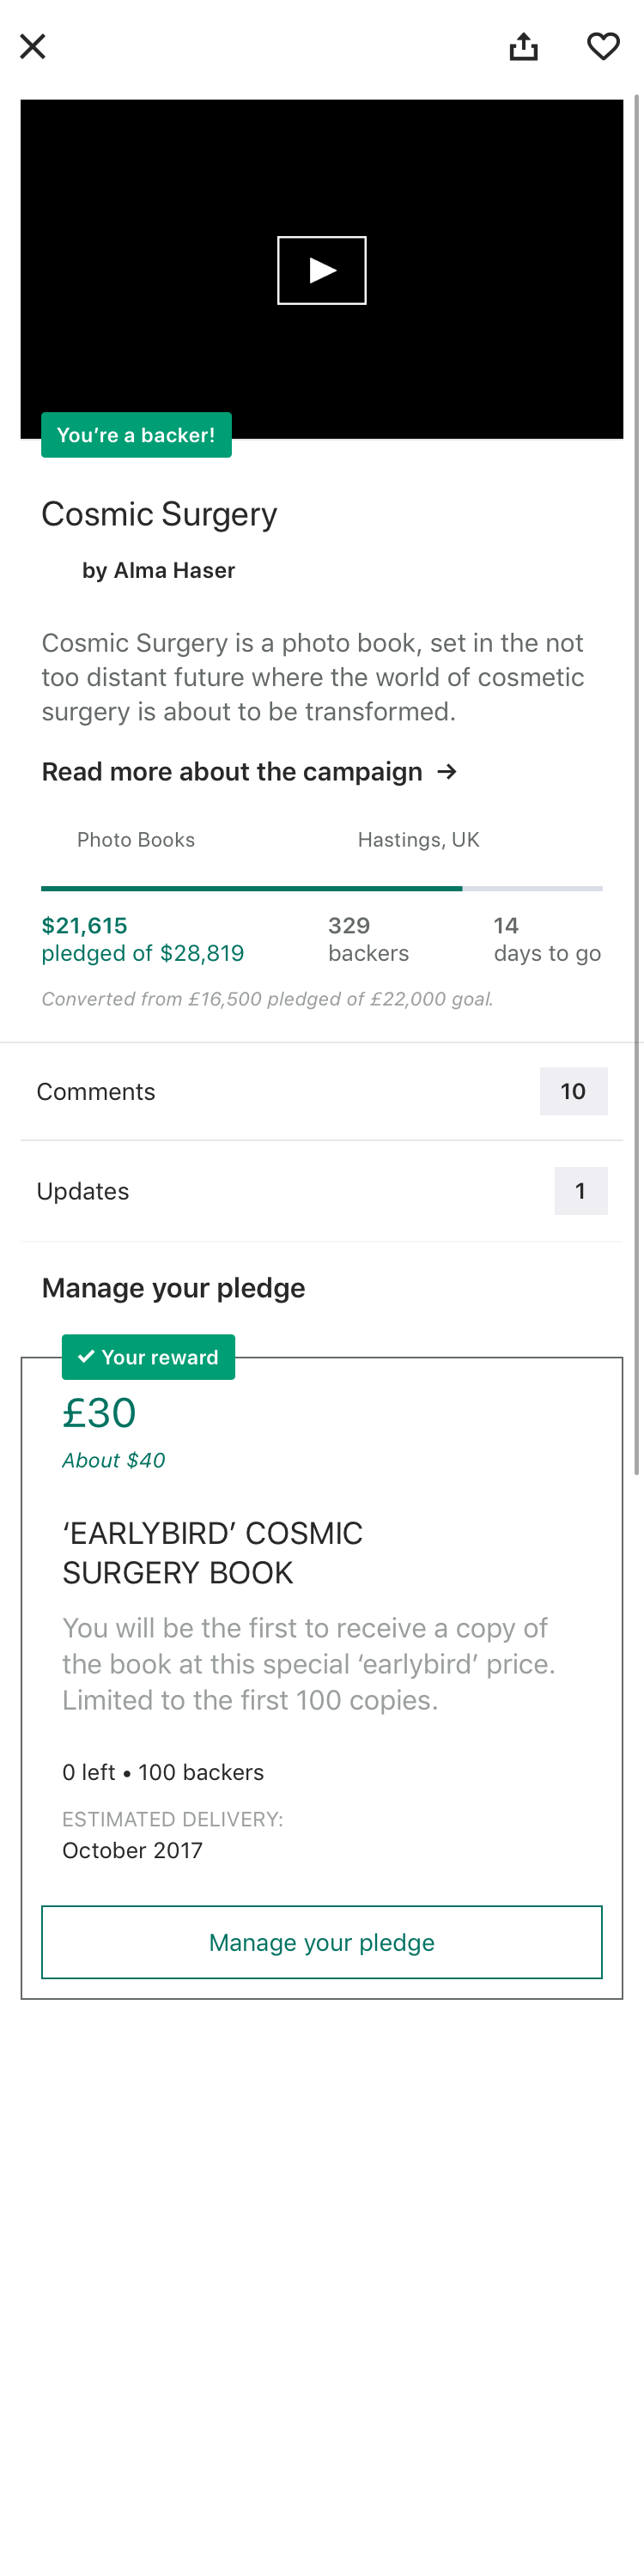 You’re a backer!
Cosmic Surgery
by Alma Haser
Cosmic Surgery is a photo book, set in the not
too distant future where the world of cosmetic
surgery is about to be transformed.
Read more about the campaign →
Photo Books Hastings, UK
$21,615 329 14
pledged of $28,819 backers days to go
Converted from £16,500 pledged of £22,000 goal.
Comments 10
Updates 1
Manage your pledge
✓ Your reward
£30
About $40
‘EARLYBIRD’ COSMIC
SURGERY BOOK
You will be the first to receive a copy of
the book at this special ‘earlybird’ price.
Limited to the first 100 copies.
0 left • 100 backers
ESTIMATED DELIVERY:
October 2017
Manage your pledge